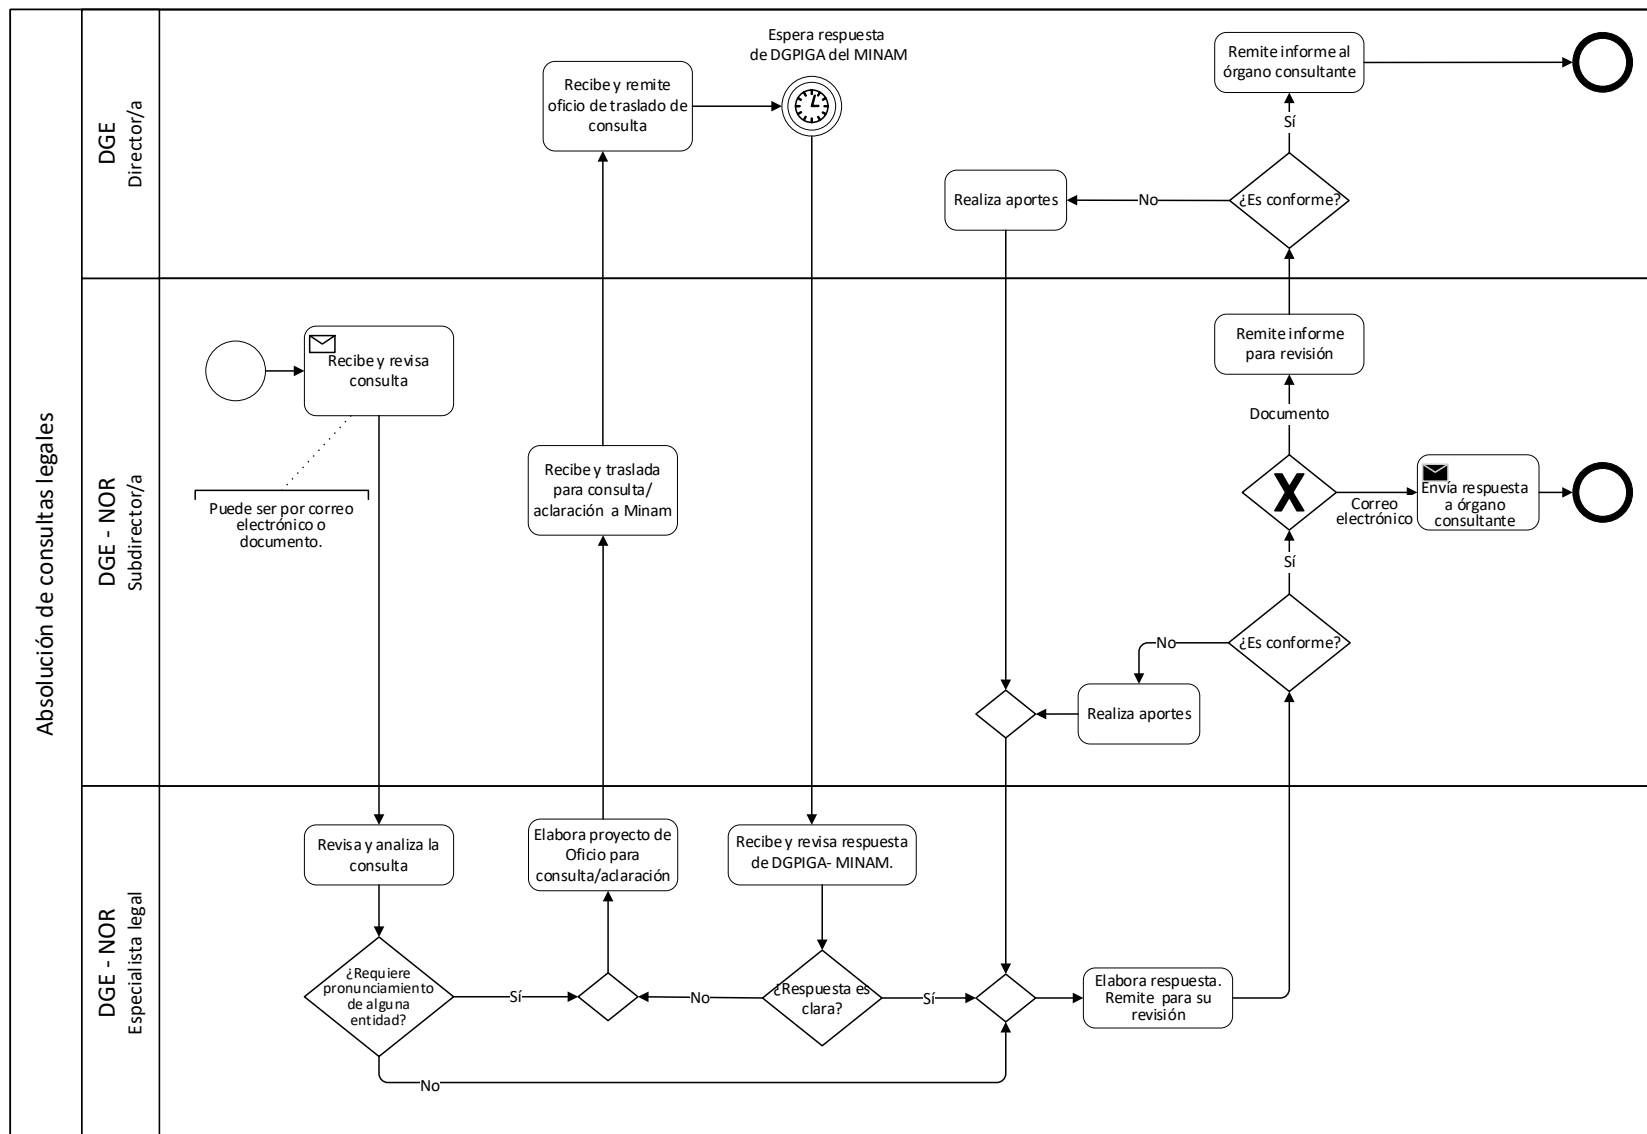 Absolución de consultas legales
DGE
Director/a
Recibe y remite
oficio de traslado de
consulta
Espera respuesta
de DGPIGA del MINAM
Remite informe al
órgano consultante
Sí
¿Es conforme?
No
Realiza aportes
DGE - NOR
Subdirector/a
Recibe y revisa
consulta
Puede ser por correo
electrónico o
documento.
Recibe y traslada
para consulta/
aclaración a Minam
Remite informe
para revisión
Documento
X
Correo
electrónico
Envía respuesta
a órgano
consultante
Sí
¿Es conforme?
No
Realiza aportes
DGE - NOR
Especialista legal
Revisa y analiza la
consulta
¿Requiere
pronunciamiento
de alguna
entidad?
Sí
No
Elabora proyecto de
Oficio para
consulta/aclaración
Recibe y revisa respuesta
de DGPIGA- MINAM.
No
¿Respuesta es
clara?
Sí
Elabora respuesta.
Remite para su
revisión